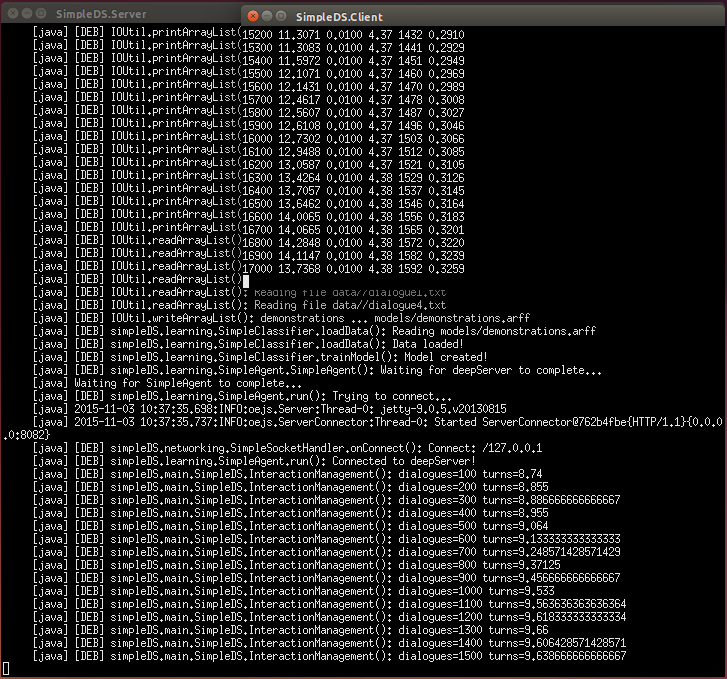 SimpleDS.Server
SimpleDS.Client
[java] [DEB] IOUtil.printArrayList( 15200 11.3071 0.0100 4.37 1432 0.2910
[java] [DEB] IOUtil.printArrayList( 15300 11.3083 0.0100 4.37 1441 0.2929
[java] [DEB] IOUtil.printArrayList( 15400 11.5972 0.0100 4.37 1451 0.2949
[java] [DEB] IOUtil.printArrayList( 15500 12.1071 0.0100 4.37 1460 0.2969
[java] [DEB] IOUtil.printArrayList( 15600 12.1431 0.0100 4.37 1470 0.2989
[java] [DEB] IOUtil.printArrayList( 15700 12.4617 0.0100 4.37 1478 0.3008
[java] [DEB] IOUtil.printArrayList( 15800 12.5607 0.0100 4.37 1487 0.3027
[java] [DEB] IOUtil.printArrayList( 15900 12.6108 0.0100 4.37 1496 0.3046
[java] [DEB] IOUtil.printArrayList( 16000 12.7302 0.0100 4.37 1503 0.3066
[java] [DEB] IOUtil.printArrayList( 16100 12.9488 0.0100 4.37 1512 0.3085
[java] [DEB] IOUtil.printArrayList( 16200 13.0587 0.0100 4.37 1521 0.3105
[java] [DEB] IOUtil.printArrayList( 16300 13.4264 0.0100 4.38 1529 0.3126
[java] [DEB] IOUtil.printArrayList( 16400 13.7057 0.0100 4.38 1537 0.3145
[java] [DEB] IOUtil.printArrayList( 16500 13.6462 0.0100 4.38 1546 0.3164
[java] [DEB] IOUtil.printArrayList( 16600 14.0065 0.0100 4.38 1556 0.3183
[java] [DEB] IOUtil.printArrayList( 16700 14.0665 0.0100 4.38 1565 0.3201
[java] [DEB] IOUtil.readArrayList() 16800 14.2848 0.0100 4.38 1572 0.3220
[java] [DEB] IOUtil.readArrayList() 16900 14.1147 0.0100 4.38 1582 0.3239
[java] [DEB] IOUtil.readArrayList() 17000 13.7368 0.0100 4.38 1592 0.3259
[java] [DEB] IOUtil.readArrayList()
[java] [DEB] IOUtil.readArrayList(): Reading file data//dialogue1.txt
[java] [DEB] IOUtil.readArrayList(): Reading file data//dialogue4.txt
[java] [DEB] IOUtil.writeArrayList(): demonstrations ... models/demonstrations.arff
[java] [DEB] simpleDS.learning.SimpleClassifier.loadData(): Reading models/demonstrations.arff
[java] [DEB] simpleDS.learning.SimpleClassifier.loadData(): Data loaded!
[java] [DEB] simpleDS.learning.SimpleClassifier.trainModel(): Model created!
[java] [DEB] simpleDS.learning.SimpleAgent.SimpleAgent(): Waiting for deepServer to complete...
[java] Waiting for SimpleAgent to complete...
[java] [DEB] simpleDS.learning.SimpleAgent.run(): Trying to connect...
[java] 2015-11-03 10:37:35.698:INFO:oejs.Server:Thread-0: jetty-9.0.5.v20130815
[java] 2015-11-03 10:37:35.737:INFO:oejs.ServerConnector:Thread-0: Started ServerConnector@762b4fbe{HTTP/1.1}{0.0.0
.0:8082}
[java] [DEB] simpleDS.networking.SimpleSocketHandler.onConnect(): Connect: /127.0.0.1
[java] [DEB] simpleDS.learning.SimpleAgent.run(): Connected to deepServer!
[java] [DEB] simpleDS.main.SimpleDS.InteractionManagement(): dialogues=100 turns=8.74
[java] [DEB] simpleDS.main.SimpleDS.InteractionManagement(): dialogues=200 turns=8.855
[java] [DEB] simpleDS.main.SimpleDS.InteractionManagement(): dialogues=300 turns=8.886666666666667
[java] [DEB] simpleDS.main.SimpleDS.InteractionManagement(): dialogues=400 turns=8.955
[java] [DEB] simpleDS.main.SimpleDS.InteractionManagement(): dialogues=500 turns=9.064
[java] [DEB] simpleDS.main.SimpleDS.InteractionManagement(): dialogues=600 turns=9.133333333333333
[java] [DEB] simpleDS.main.SimpleDS.InteractionManagement(): dialogues=700 turns=9.248571428571429
[java] [DEB] simpleDS.main.SimpleDS.InteractionManagement(): dialogues=800 turns=9.37125
[java] [DEB] simpleDS.main.SimpleDS.InteractionManagement(): dialogues=900 turns=9.456666666666667
[java] [DEB] simpleDS.main.SimpleDS.InteractionManagement(): dialogues=1000 turns=9.533
[java] [DEB] simpleDS.main.SimpleDS.InteractionManagement(): dialogues=1100 turns=9.563636363636364
[java] [DEB] simpleDS.main.SimpleDS.InteractionManagement(): dialogues=1200 turns=9.618333333333334
[java] [DEB] simpleDS.main.SimpleDS.InteractionManagement(): dialogues=1300 turns=9.66
[java] [DEB] simpleDS.main.SimpleDS.InteractionManagement(): dialogues=1400 turns=9.606428571428571
[java] [DEB] simpleDS.main.SimpleDS.InteractionManagement(): dialogues=1500 turns=9.638666666666667